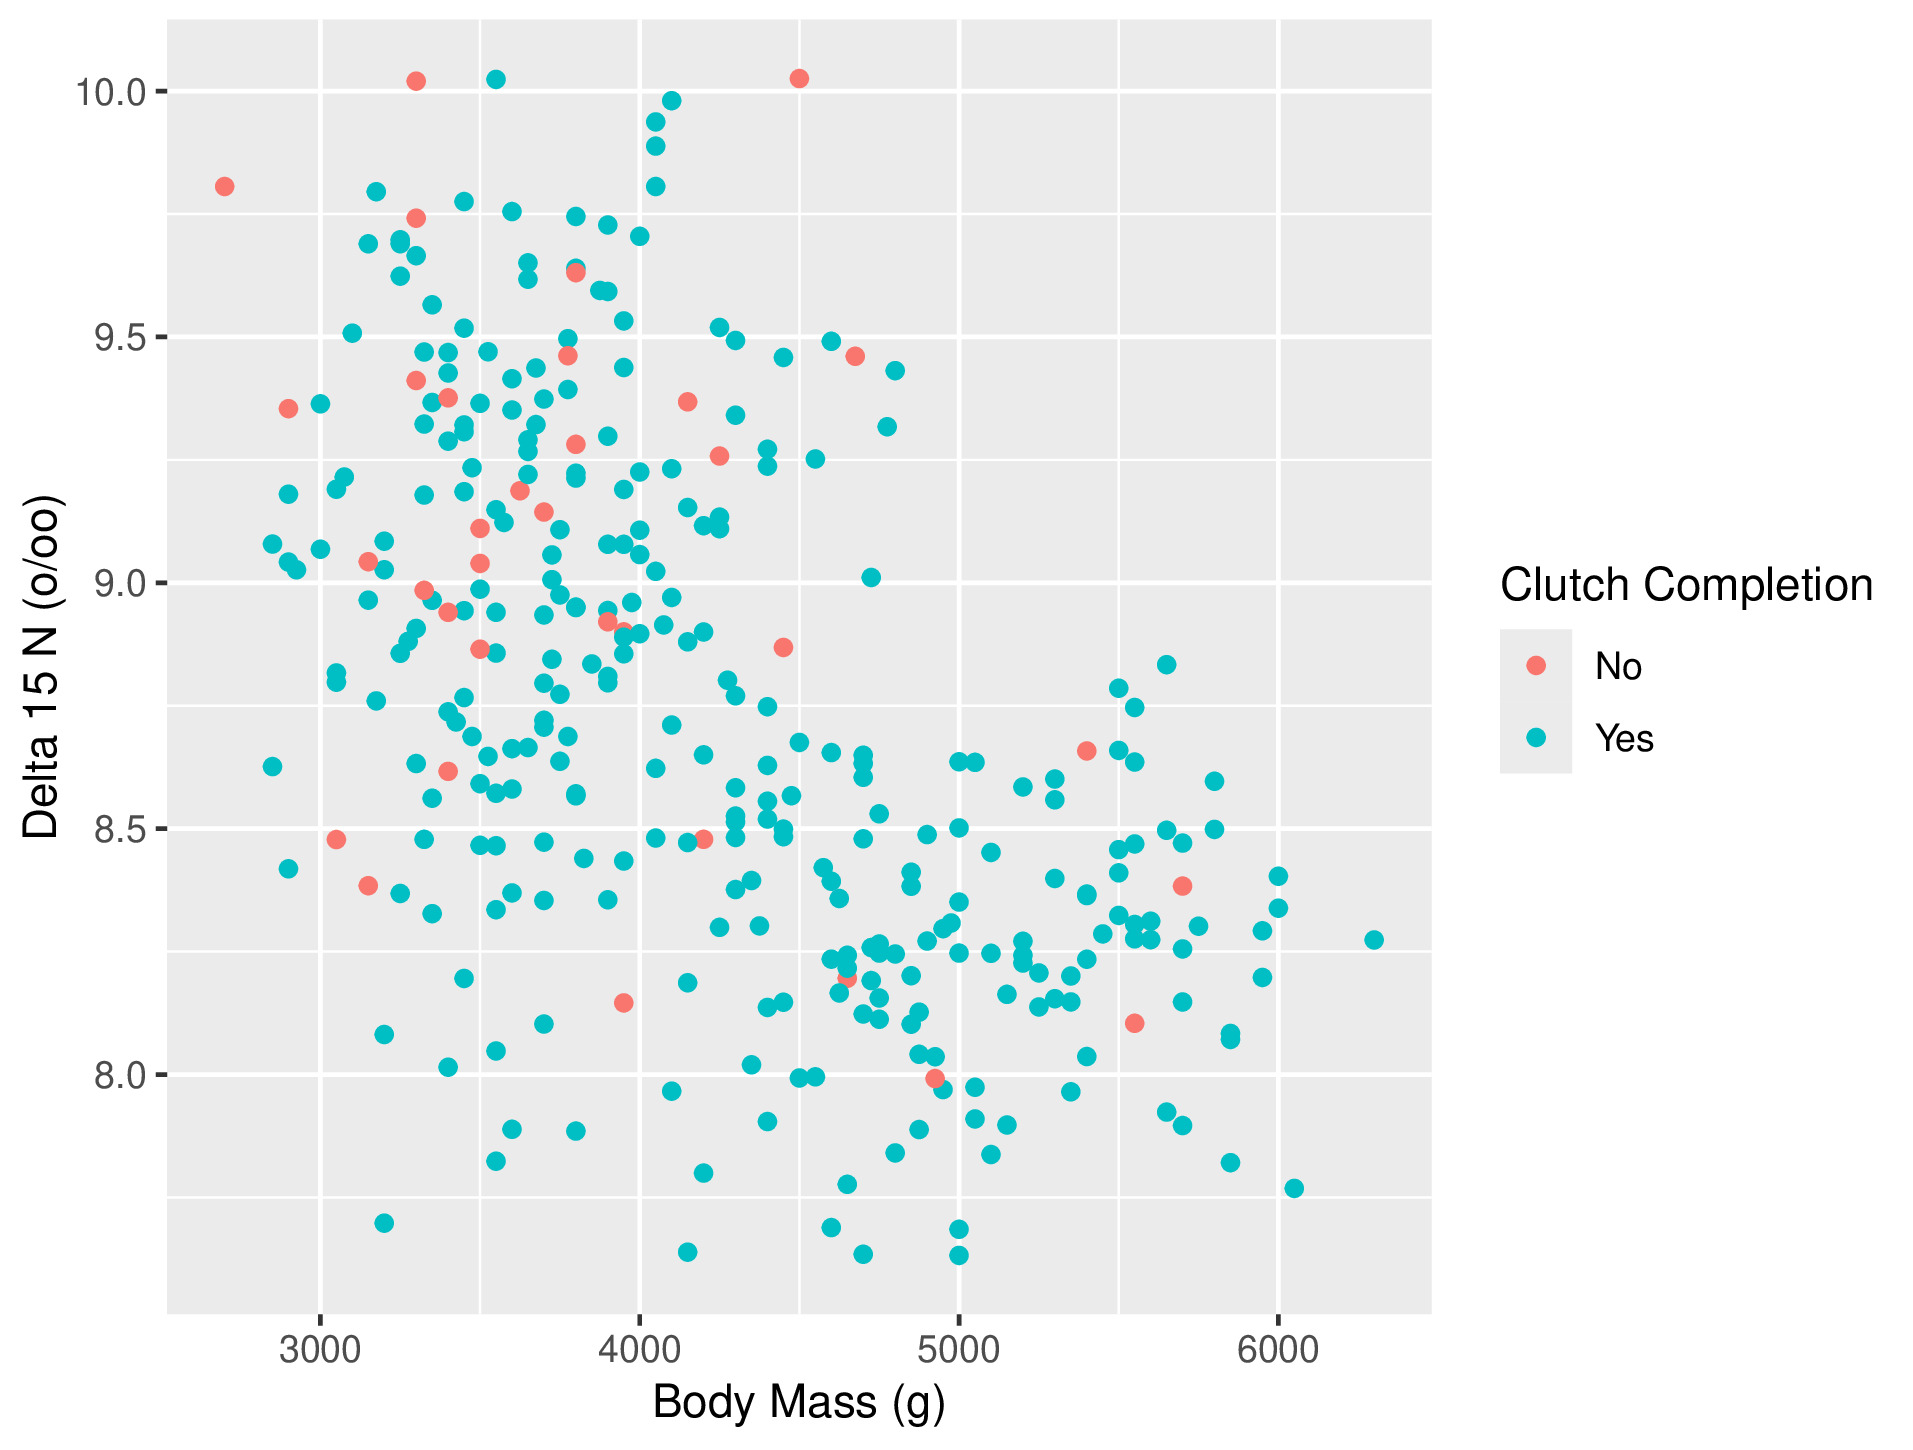 10.0
9.5
9.0
8.5
8.0
Delta 15 N (o/oo)
3000 4000 5000 6000
Body Mass (g)
Clutch Completion
No
Yes